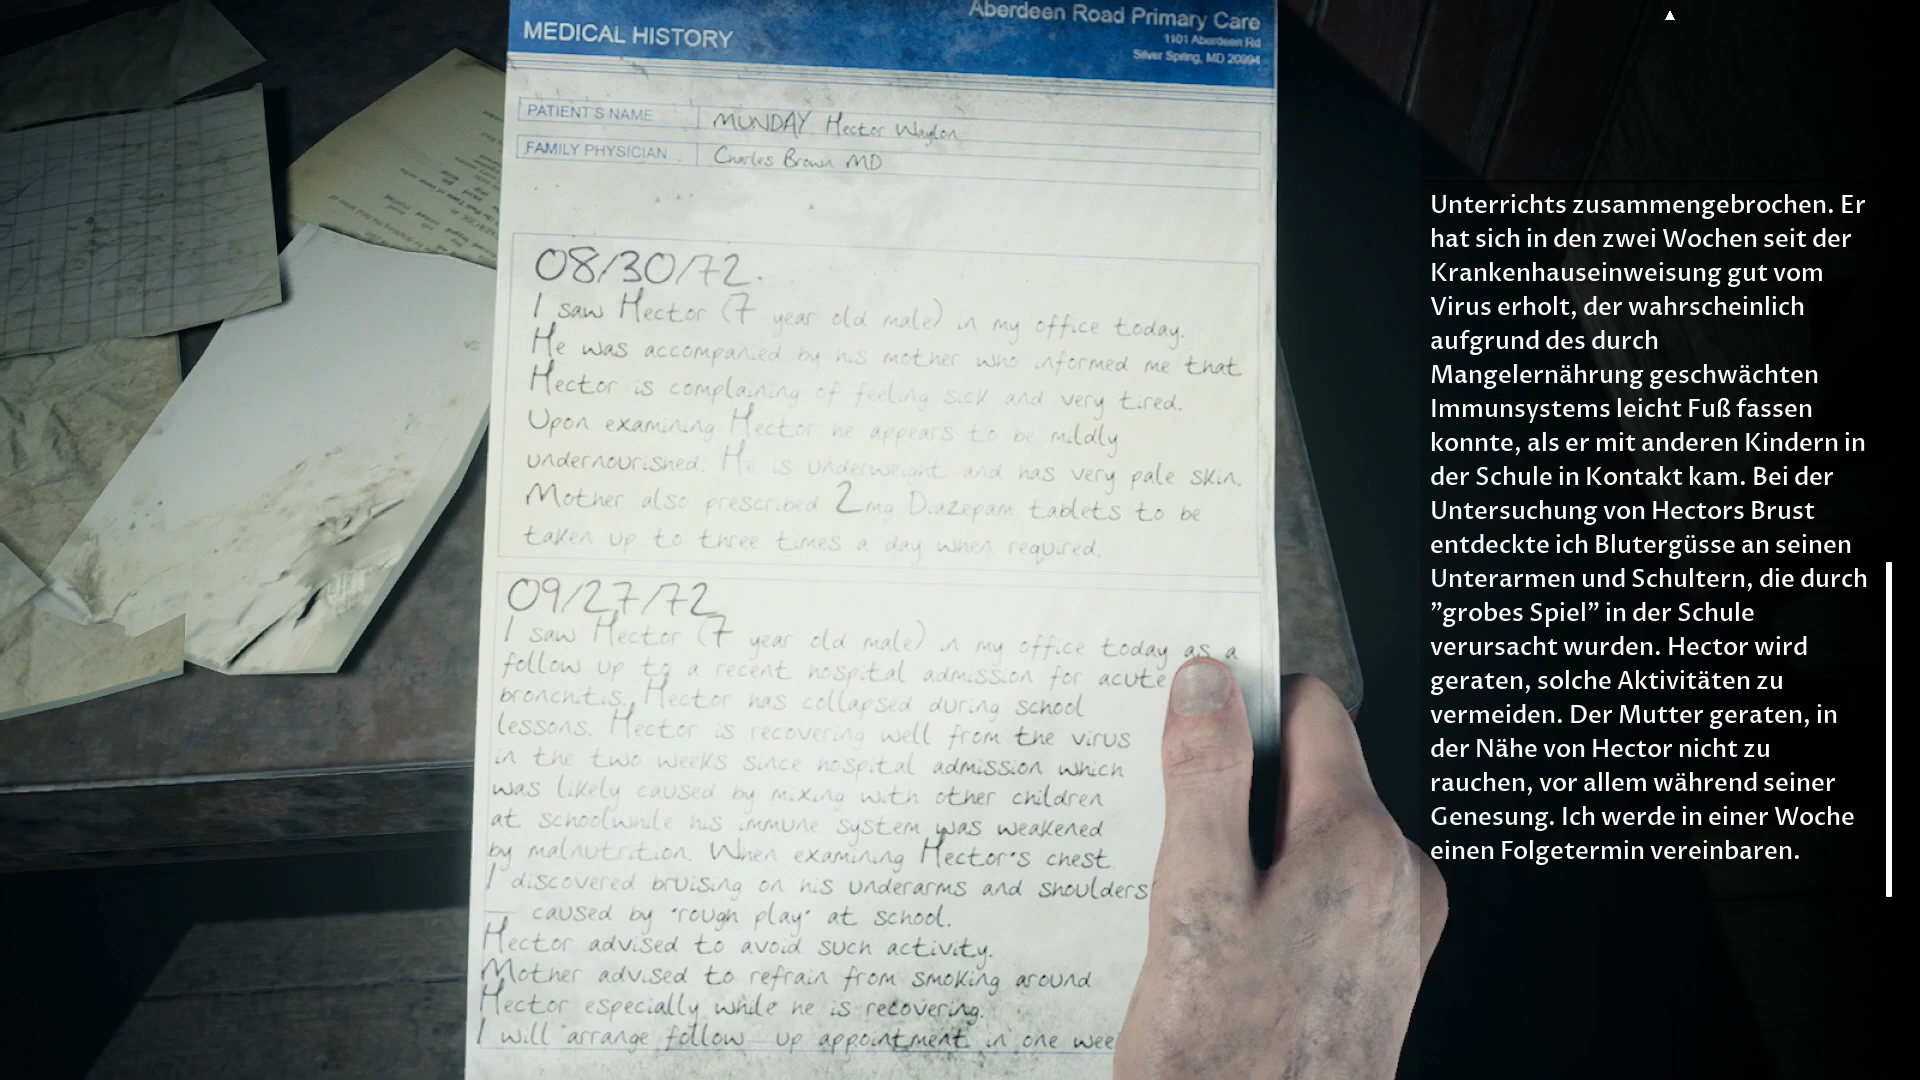 MEDICAL HISTORY
Aberdeen Road Primary Care
1101 Aberdeen Rd
Silver Spring, MD 20994
PATIENT'S NAME
MUNDAY Hector Waylon
FAMILY PHYSICIAN
Charles Brown MD
08/30/72.
I saw Hector (7 year old male) in my office today.
He was accompanied by his mother who informed me that
Hector is complaining of feeling sick and very tired.
Upon examining Hector he appears to be mildly
undernourished. He is underweight and has very pale skin.
Mother also prescribed 2mg Diazepam tablets to be
taken up to three times a day when required.
09/27/72
I saw Hector (7 year old male) in my office today as a
follow up to a recent hospital admission for acute
bronchitis. Hector has collapsed during school
lessons. Hector is recovering well from the virus
in the two weeks since hospital admission which
was likely caused by mixing with other children
at school while his immune system was weakened
by malnutrition. When examining Hector's chest
I discovered bruising on his underarms and shoulders
— caused by "rough play" at school.
Hector advised to avoid such activity.
Mother advised to refrain from smoking around
Hector especially while he is recovering.
I will arrange follow up appointment in one wee
Unterrichts zusammengebrochen. Er
hat sich in den zwei Wochen seit der
Krankenhauseinweisung gut vom
Virus erholt, der wahrscheinlich
aufgrund des durch
Mangelernährung geschwächten
Immunsystems leicht Fuß fassen
konnte, als er mit anderen Kindern in
der Schule in Kontakt kam. Bei der
Untersuchung von Hectors Brust
entdeckte ich Blutergüsse an seinen
Unterarmen und Schultern, die durch
”grobes Spiel” in der Schule
verursacht wurden. Hector wird
geraten, solche Aktivitäten zu
vermeiden. Der Mutter geraten, in
der Nähe von Hector nicht zu
rauchen, vor allem während seiner
Genesung. Ich werde in einer Woche
einen Folgetermin vereinbaren.